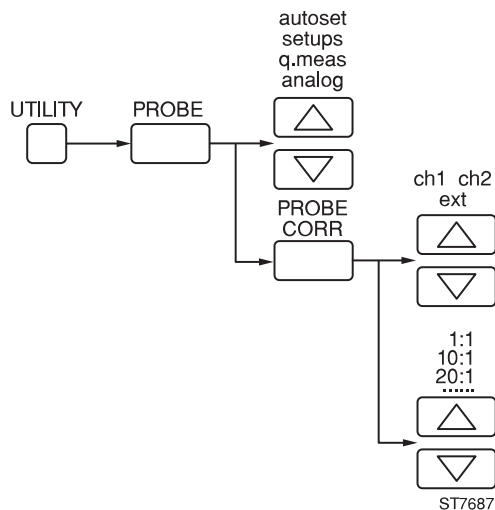 autoset
setups
q.meas
analog
UTILITY
PROBE
PROBE
CORR
ch1 ch2
ext
1:1
10:1
20:1
......
ST7687